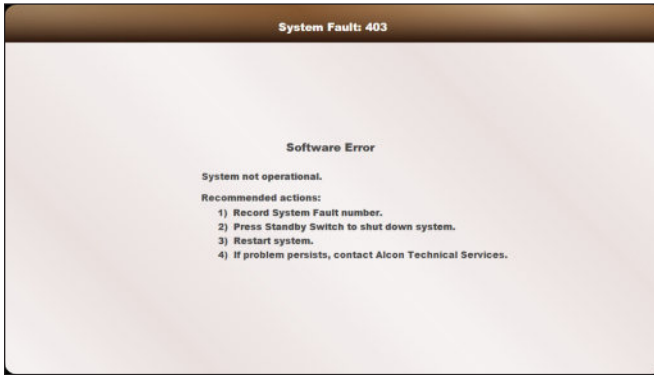 System Fault: 403
Software Error
System not operational.
Recommended actions:
1) Record System Fault number.
2) Press Standby Switch to shut down system.
3) Restart system.
4) If problem persists, contact Alcon Technical Services.